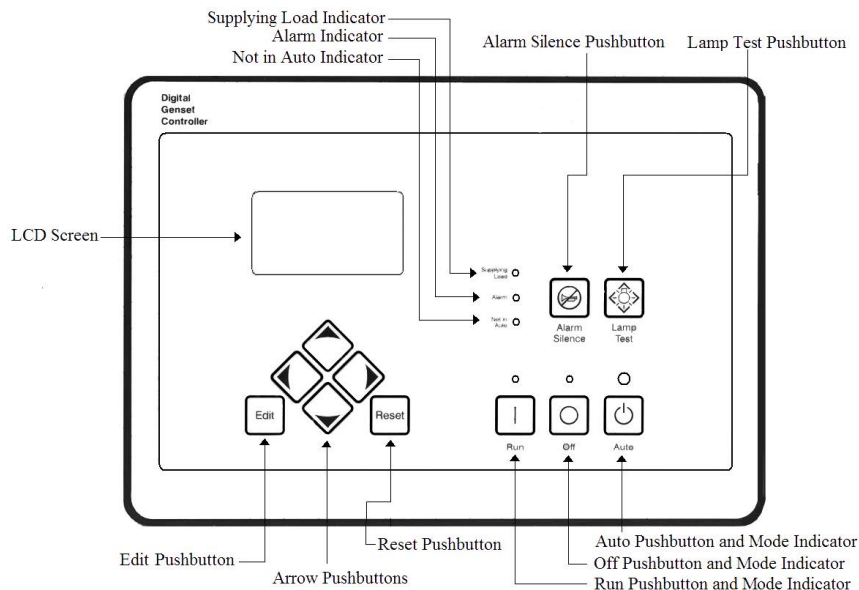 Supplying Load Indicator
Alarm Indicator
Not in Auto Indicator
Alarm Silence Pushbutton
Lamp Test Pushbutton
Digital
Genset
Controller
LCD Screen
Supplying
Load
Alarm
Not in
Auto
Alarm
Silence
Lamp
Test
Edit
Reset
Run
Off
Auto
Edit Pushbutton
Arrow Pushbuttons
Reset Pushbutton
Auto Pushbutton and Mode Indicator
Off Pushbutton and Mode Indicator
Run Pushbutton and Mode Indicator